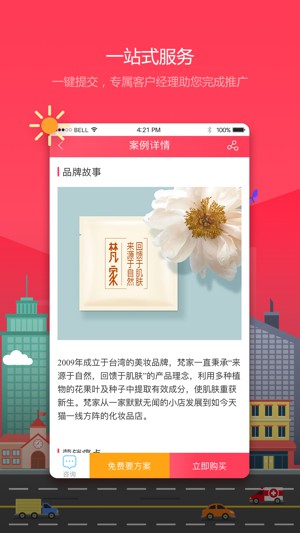 一站式服务
一键提交，专属客户经理助您完成推广
BELL
4:21 PM
案例详情
品牌故事
梵家
来源于自然
回馈于肌肤
2009年成立于台湾的美妆品牌，梵家一直秉承“来
源于自然，回馈于肌肤”的产品理念，利用多种植
物的花果叶及种子中提取有效成分，使肌肤重获
新生。梵家从一家默默无闻的小店发展到如今天
猫一线方阵的化妆品店。
营销痛点
咨询
免费要方案
立即购买